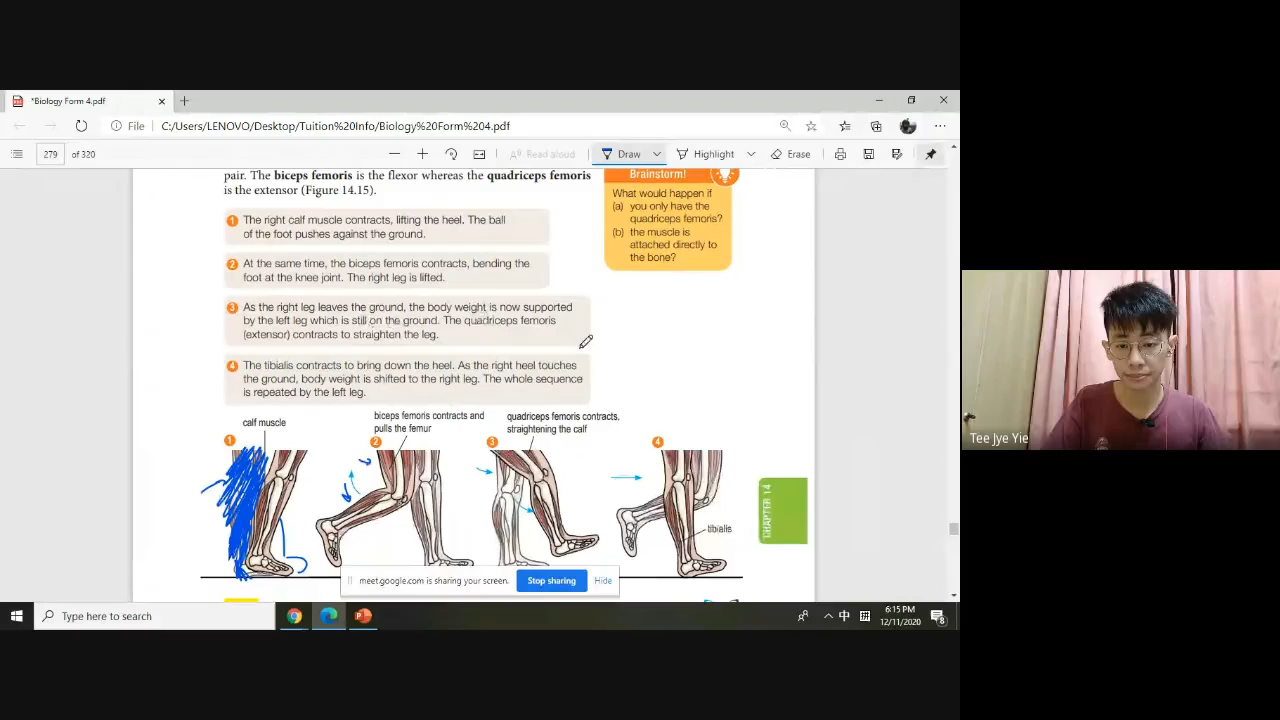 *Biology Form 4.pdf
File
C:/Users/LENOVO/Desktop/Tuition%20Info/Biology%20Form%204.pdf
279
of 320
Read aloud
Draw
Highlight
Erase
pair. The biceps femoris is the flexor whereas the quadriceps femoris
is the extensor (Figure 14.15).
1 The right calf muscle contracts, lifting the heel. The ball
of the foot pushes against the ground.
2 At the same time, the biceps femoris contracts, bending the
foot at the knee joint. The right leg is lifted.
3 As the right leg leaves the ground, the body weight is now supported
by the left leg which is still on the ground. The quadriceps femoris
(extensor) contracts to straighten the leg.
4 The tibialis contracts to bring down the heel. As the right heel touches
the ground, body weight is shifted to the right leg. The whole sequence
is repeated by the left leg.
Brainstorm!
What would happen if
(a) you only have the
quadriceps femoris?
(b) the muscle is
attached directly to
the bone?
calf muscle
biceps femoris contracts and
pulls the femur
quadriceps femoris contracts,
straightening the calf
1
2
3
4
tibialis
CHAPTER 14
meet.google.com is sharing your screen.
Stop sharing
Hide
Type here to search
中
6:15 PM
12/11/2020
8
Tee Jye Yie